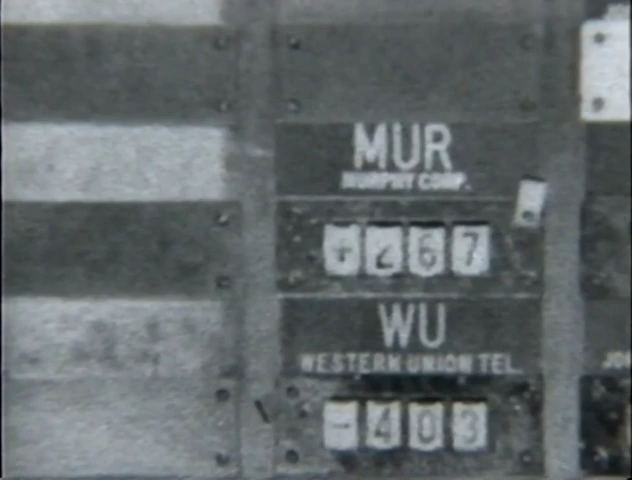 MUR
MURPHY CORP.
+267
WU
WESTERN UNION TEL.
-403